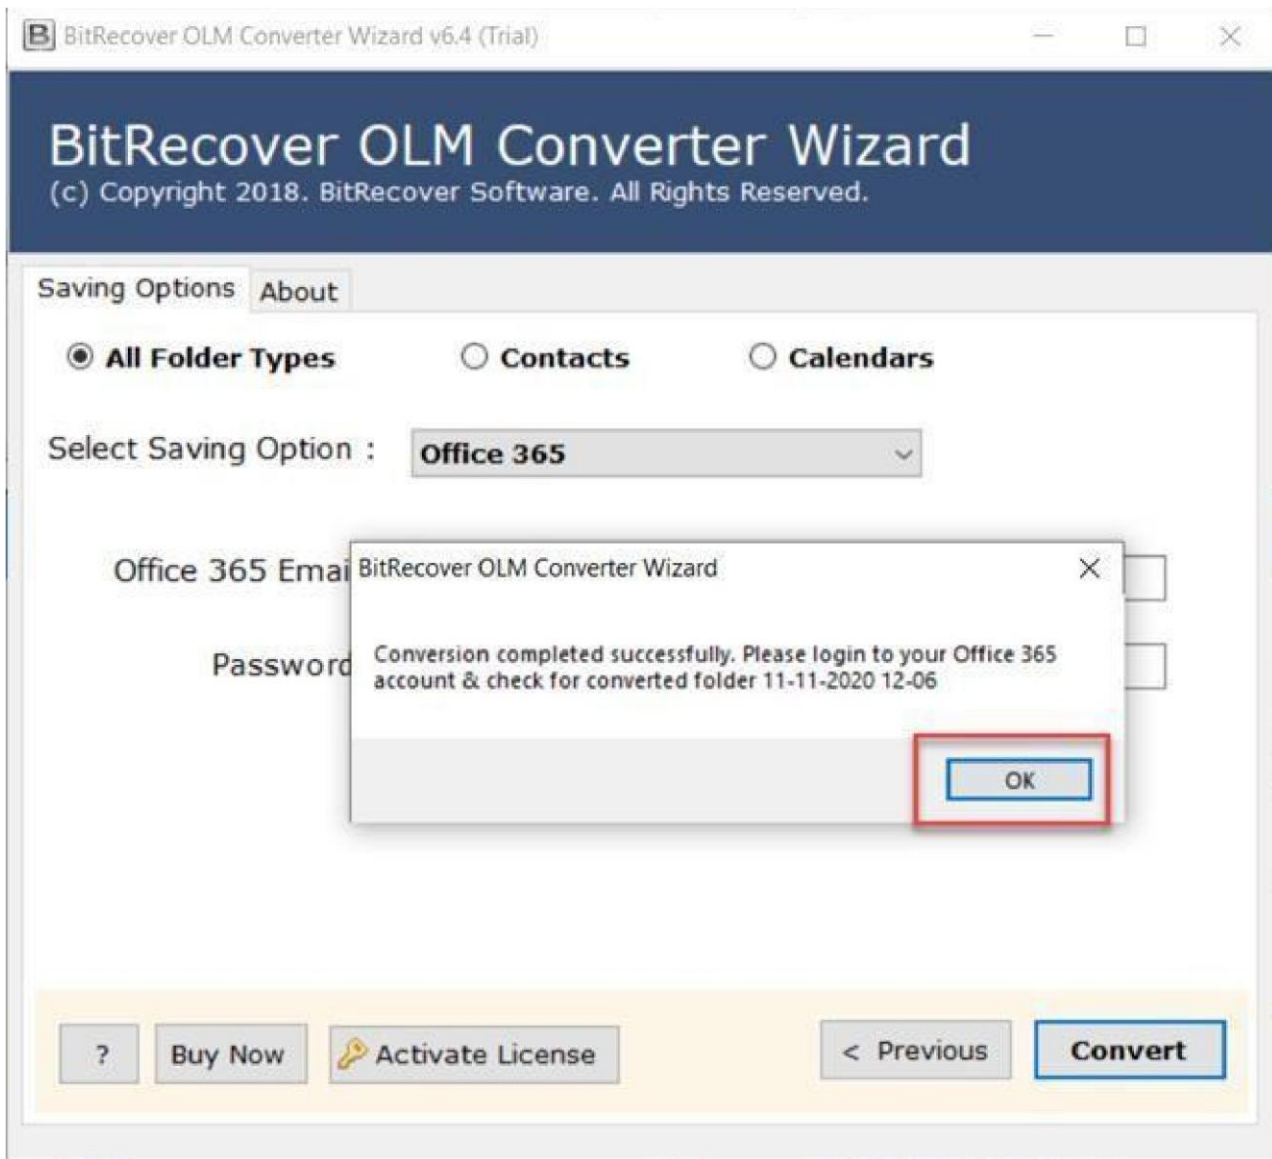 B BitRecover OLM Converter Wizard v6.4 (Trial)
BitRecover OLM Converter Wizard
(c) Copyright 2018. BitRecover Software. All Rights Reserved.
Saving Options About
All Folder Types Contacts Calendars
Select Saving Option : Office 365
Office 365 Emai
Password
BitRecover OLM Converter Wizard
Conversion completed successfully. Please login to your Office 365
account & check for converted folder 11-11-2020 12-06
OK
? Buy Now Activate License < Previous Convert